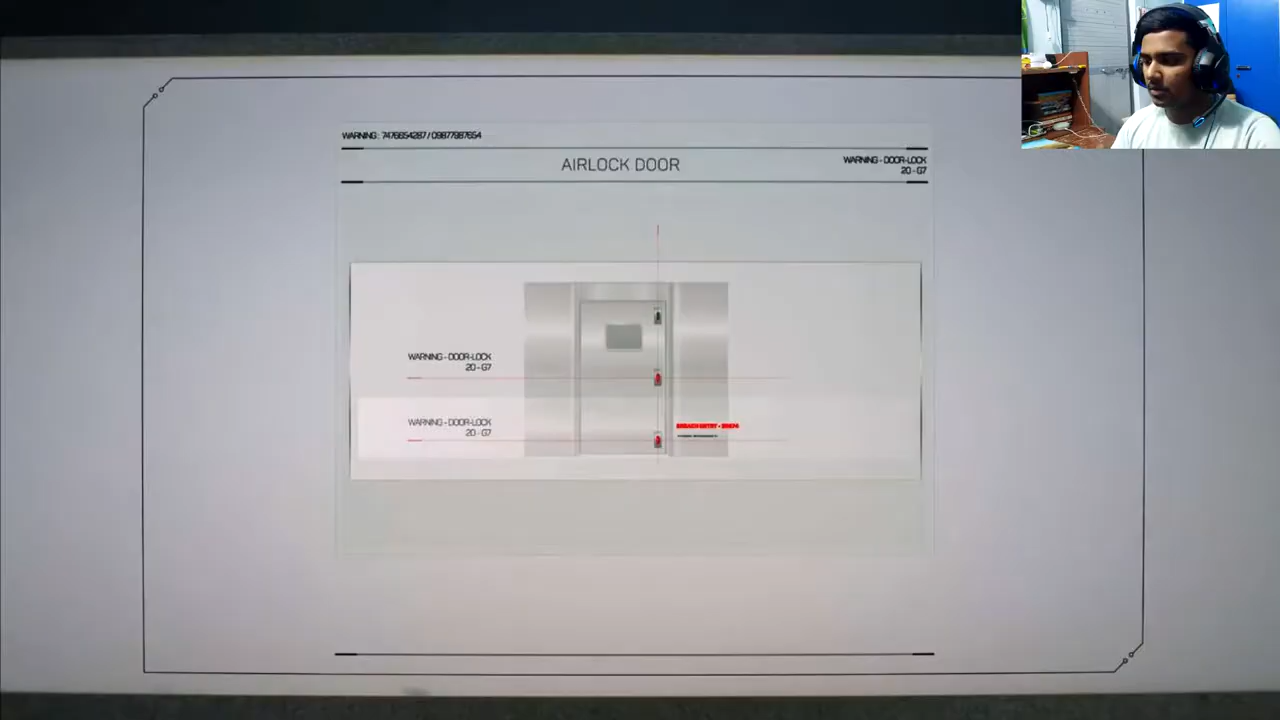 WARNING : 7476654287 / 09877987654
AIRLOCK DOOR
WARNING - DOOR-LOCK
20 - G7
WARNING - DOOR-LOCK
20 - G7
WARNING - DOOR-LOCK
20 - G7